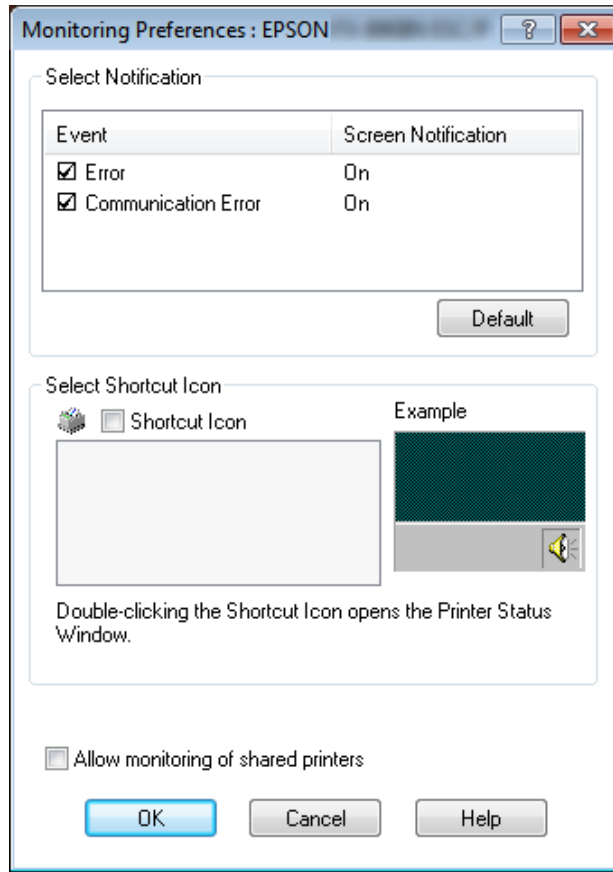 Monitoring Preferences : EPSON
Select Notification
Event Screen Notification
Error On
Communication Error On
Default
Select Shortcut Icon
Shortcut Icon
Example
Double-clicking the Shortcut Icon opens the Printer Status
Window.
Allow monitoring of shared printers
OK Cancel Help